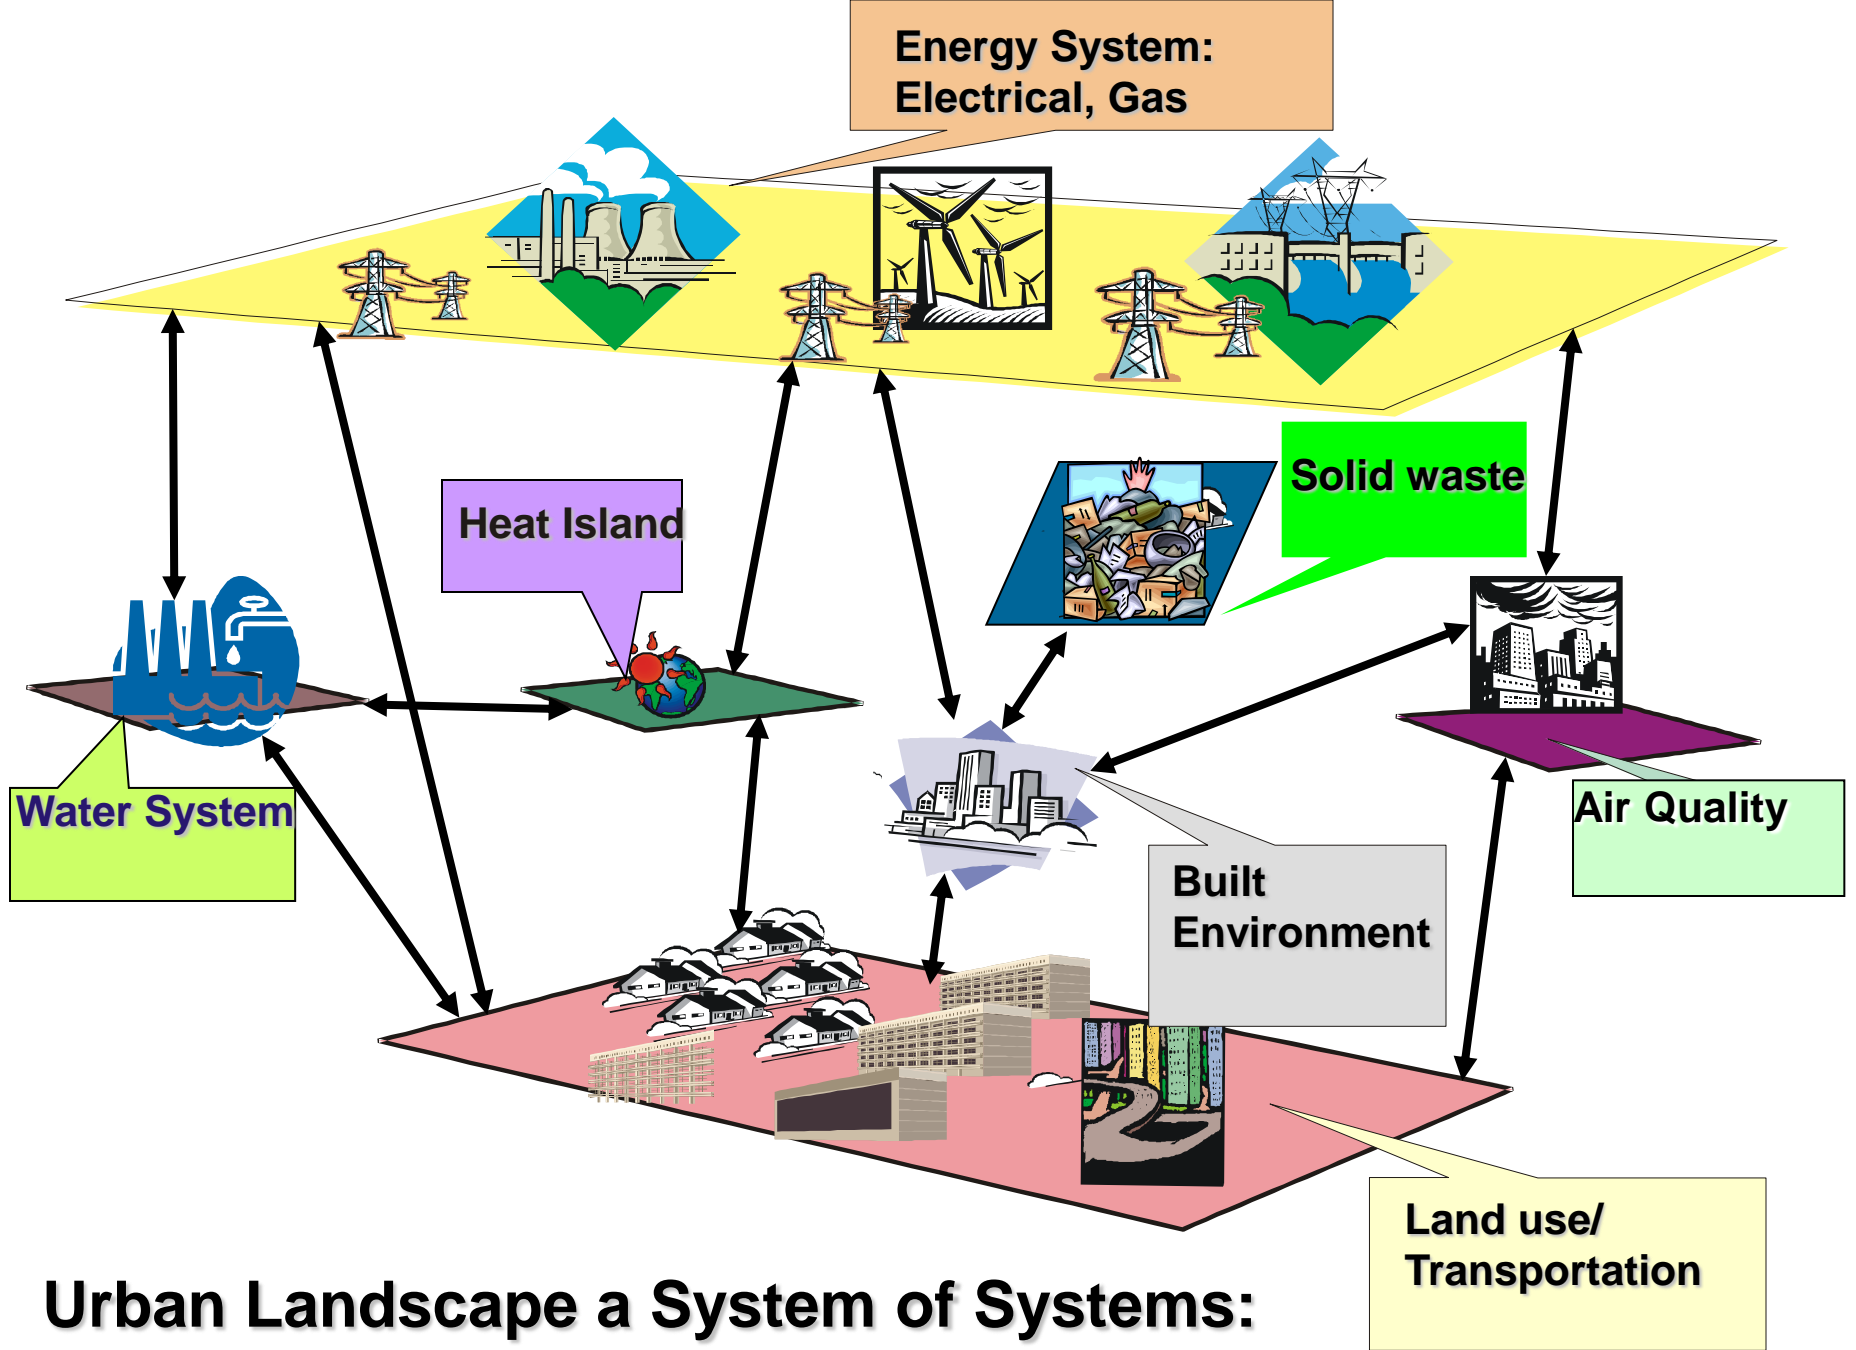 Energy System:
Electrical, Gas
Solid waste
Heat Island
Water System
Air Quality
Built
Environment
Land use/
Transportation
Urban Landscape a System of Systems: